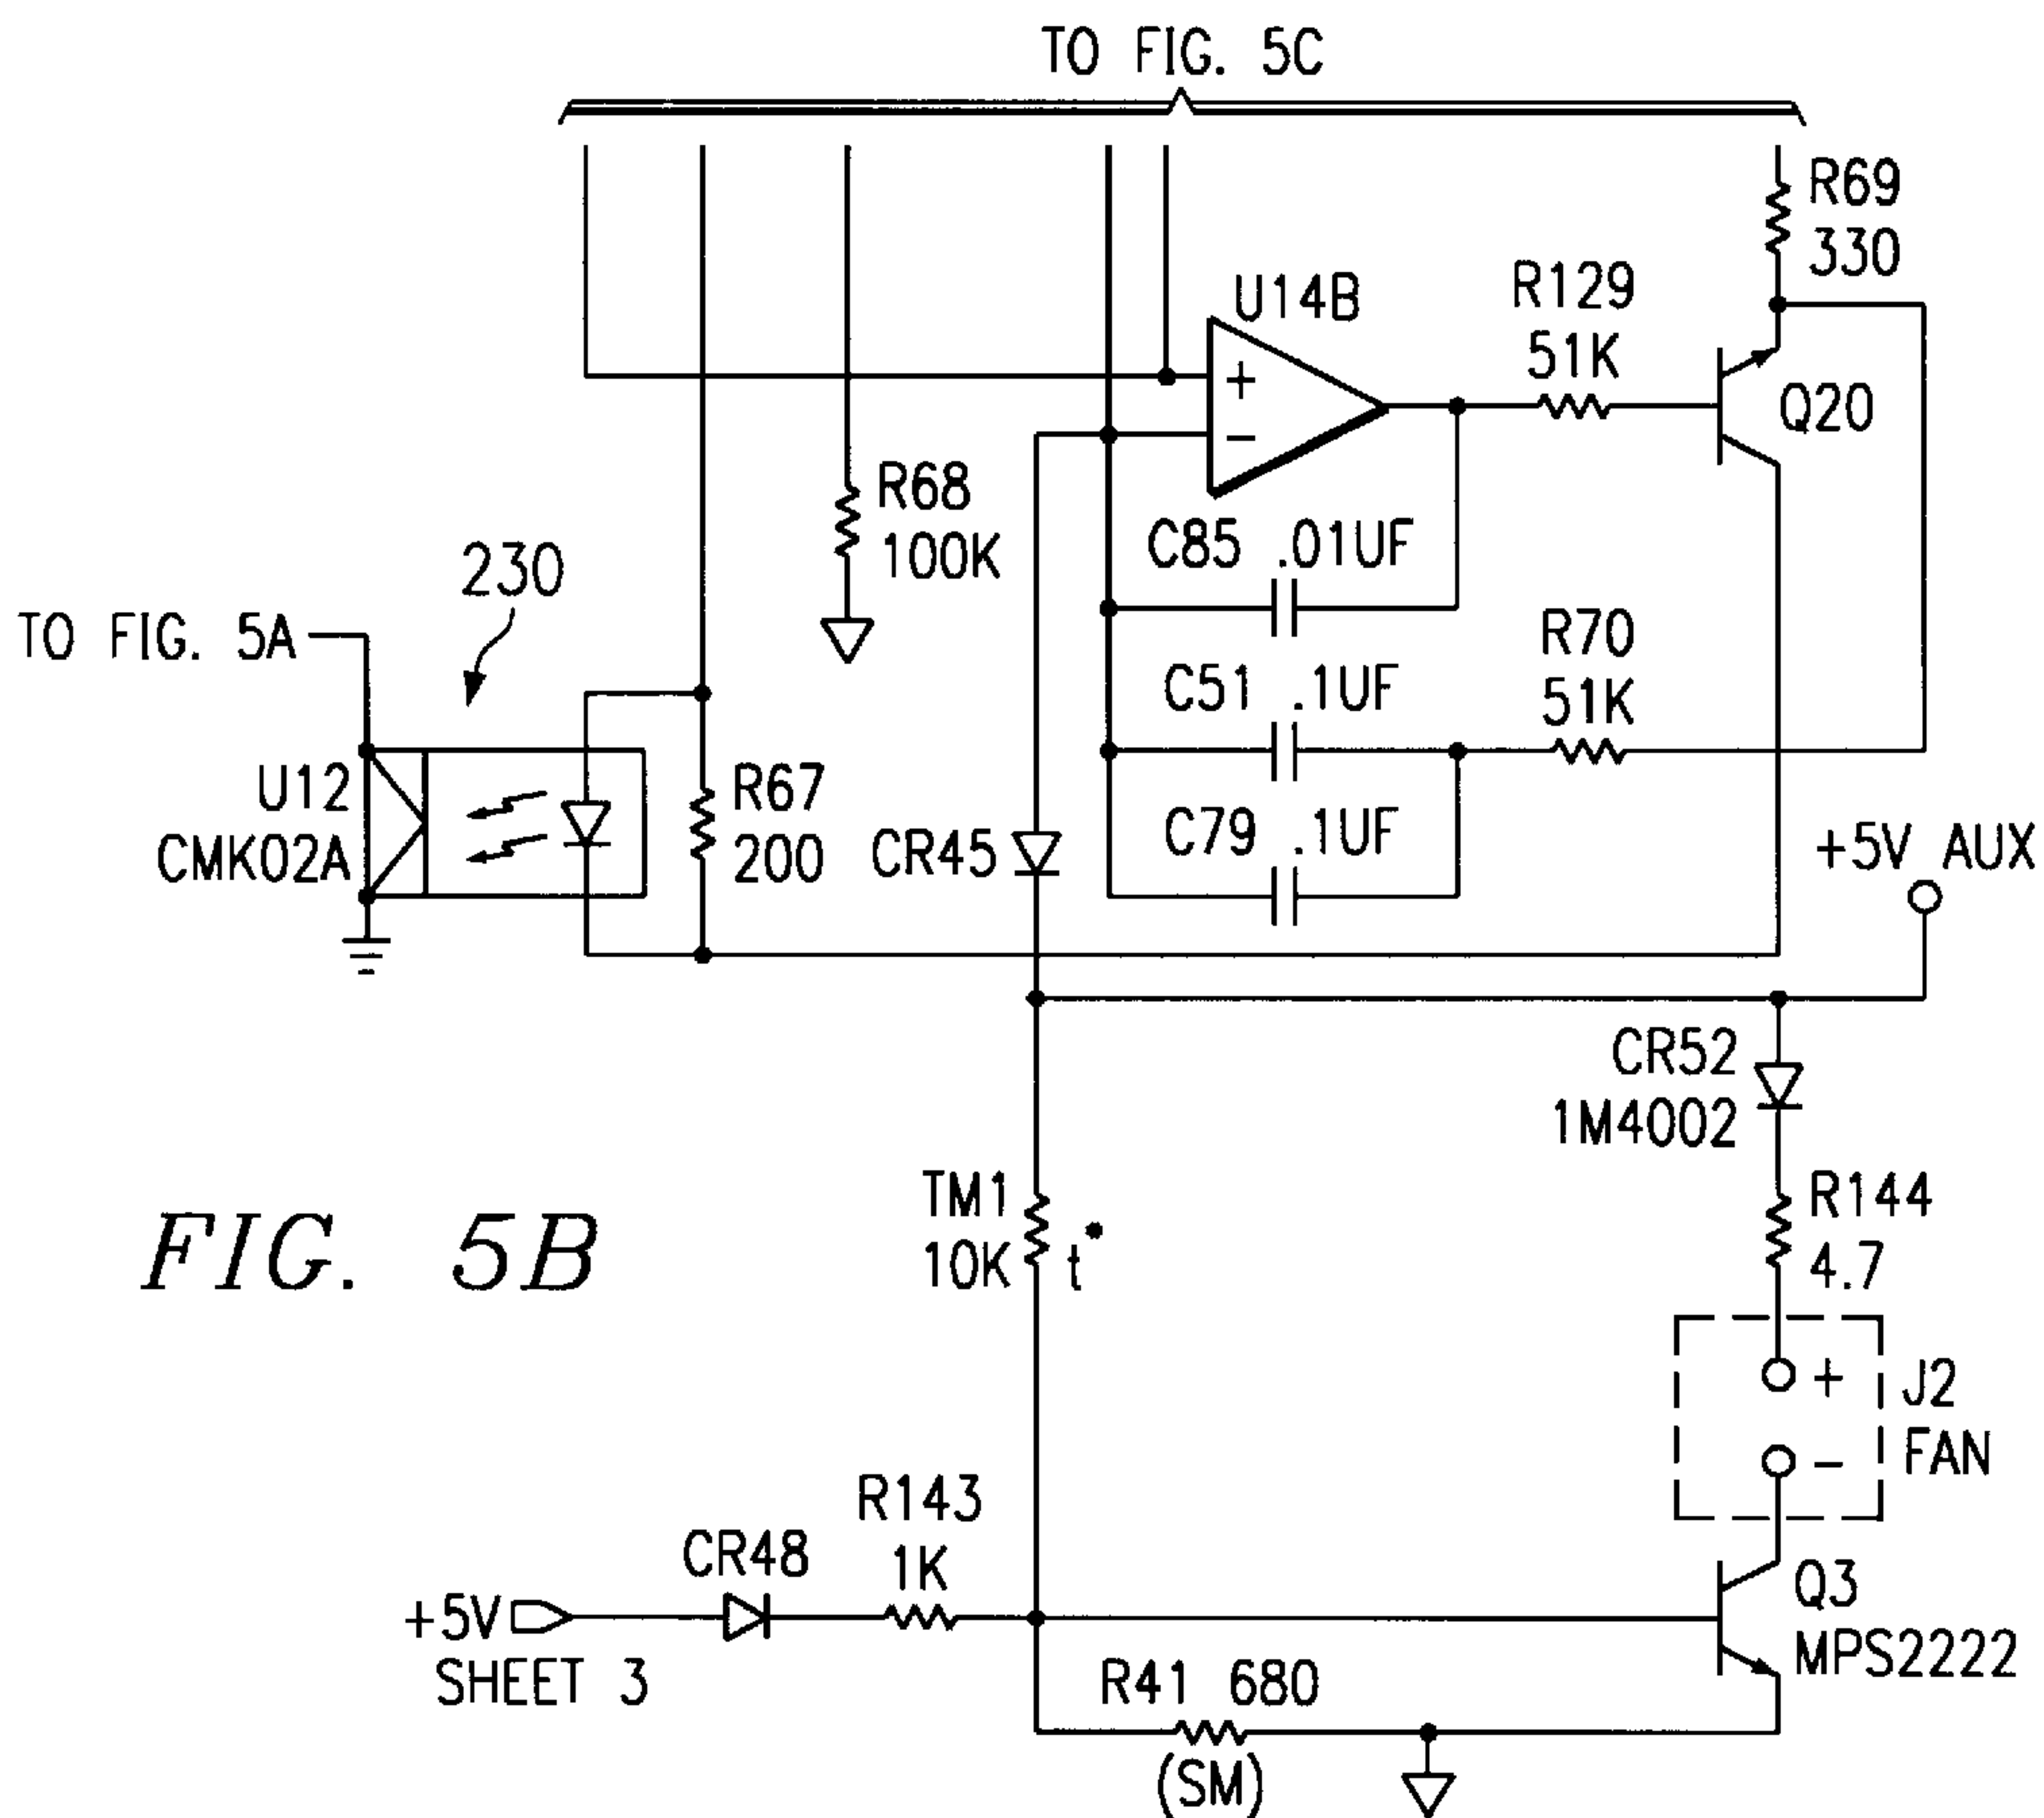 TO FIG. 5C
R69
330
U14B
R129
51K
+
−
Q20
R68
100K
C85 .01UF
230
TO FIG. 5A
R70
51K
C51 .1UF
U12
CMK02A
R67
200
CR45
C79 .1UF
+5V AUX
CR52
1M4002
TM1
10K t°
R144
4.7
FIG. 5B
+
−
J2
FAN
R143
1K
CR48
+5V
SHEET 3
Q3
MPS2222
R41 680
(SM)